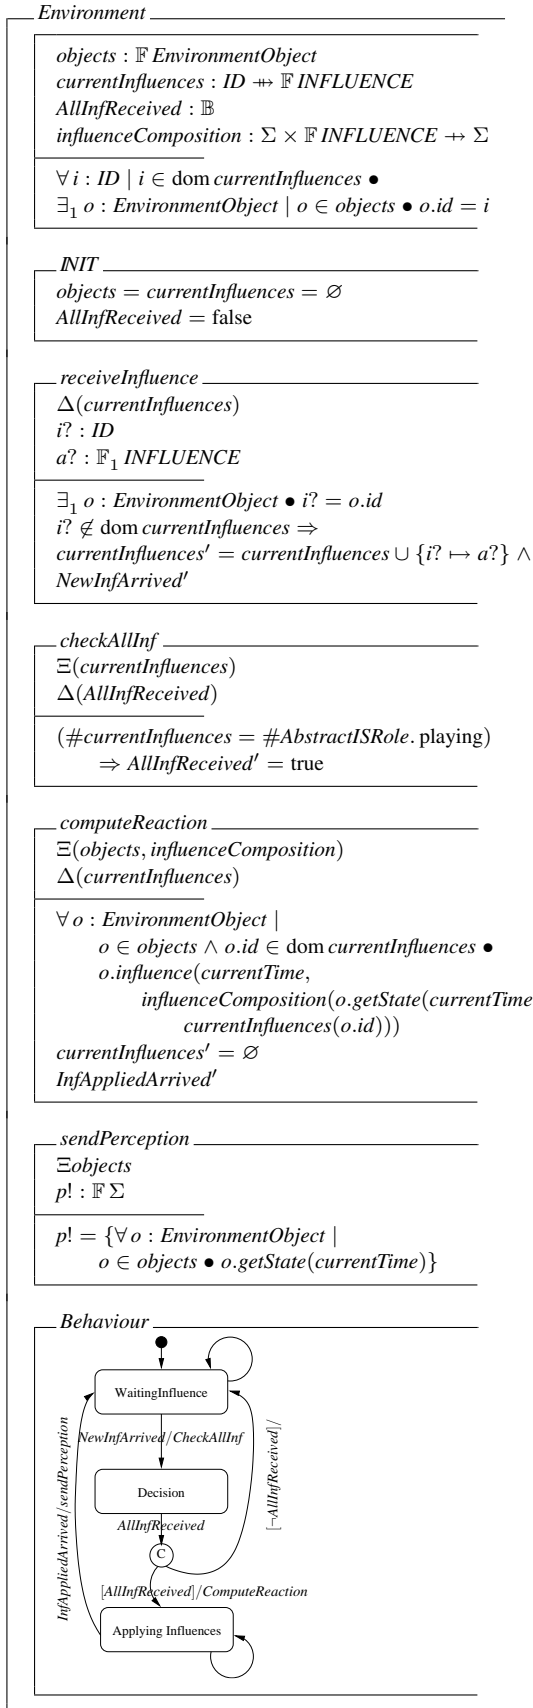 Environment
objects : 𝔽 EnvironmentObject
currentInfluences : ID ⇻ 𝔽 INFLUENCE
AllInfReceived : 𝔹
influenceComposition : Σ × 𝔽 INFLUENCE ⇸ Σ
∀ i : ID | i ∈ dom currentInfluences •
∃₁ o : EnvironmentObject | o ∈ objects • o.id = i
INIT
objects = currentInfluences = ∅
AllInfReceived = false
receiveInfluence
Δ(currentInfluences)
i? : ID
a? : 𝔽₁ INFLUENCE
∃₁ o : EnvironmentObject • i? = o.id
i? ∉ dom currentInfluences ⇒
currentInfluences′ = currentInfluences ∪ {i? ↦ a?} ∧
NewInfArrived′
checkAllInf
Ξ(currentInfluences)
Δ(AllInfReceived)
(#currentInfluences = #AbstractISRole. playing)
⇒ AllInfReceived′ = true
computeReaction
Ξ(objects, influenceComposition)
Δ(currentInfluences)
∀ o : EnvironmentObject |
o ∈ objects ∧ o.id ∈ dom currentInfluences •
o.influence(currentTime,
influenceComposition(o.getState(currentTime
currentInfluences(o.id)))
currentInfluences′ = ∅
InfAppliedArrived′
sendPerception
Ξobjects
p! : 𝔽 Σ
p! = {∀ o : EnvironmentObject |
o ∈ objects • o.getState(currentTime)}
Behaviour
WaitingInfluence
NewInfArrived/CheckAllInf
Decision
AllInfReceived
C
[AllInfReceived]/ComputeReaction
Applying Influences
InfAppliedArrived/sendPerception
[¬AllInfReceived]/